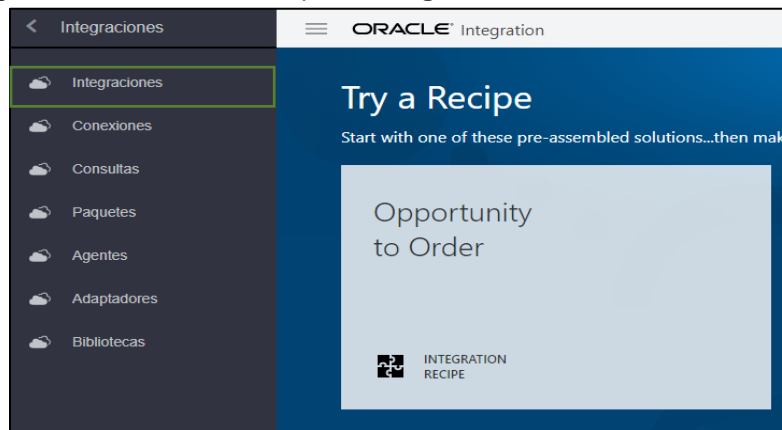 Integraciones
ORACLE Integration
Integraciones
Conexiones
Consultas
Paquetes
Agentes
Adaptadores
Bibliotecas
Try a Recipe
Start with one of these pre-assembled solutions...then mak
Opportunity
to Order
INTEGRATION
RECIPE